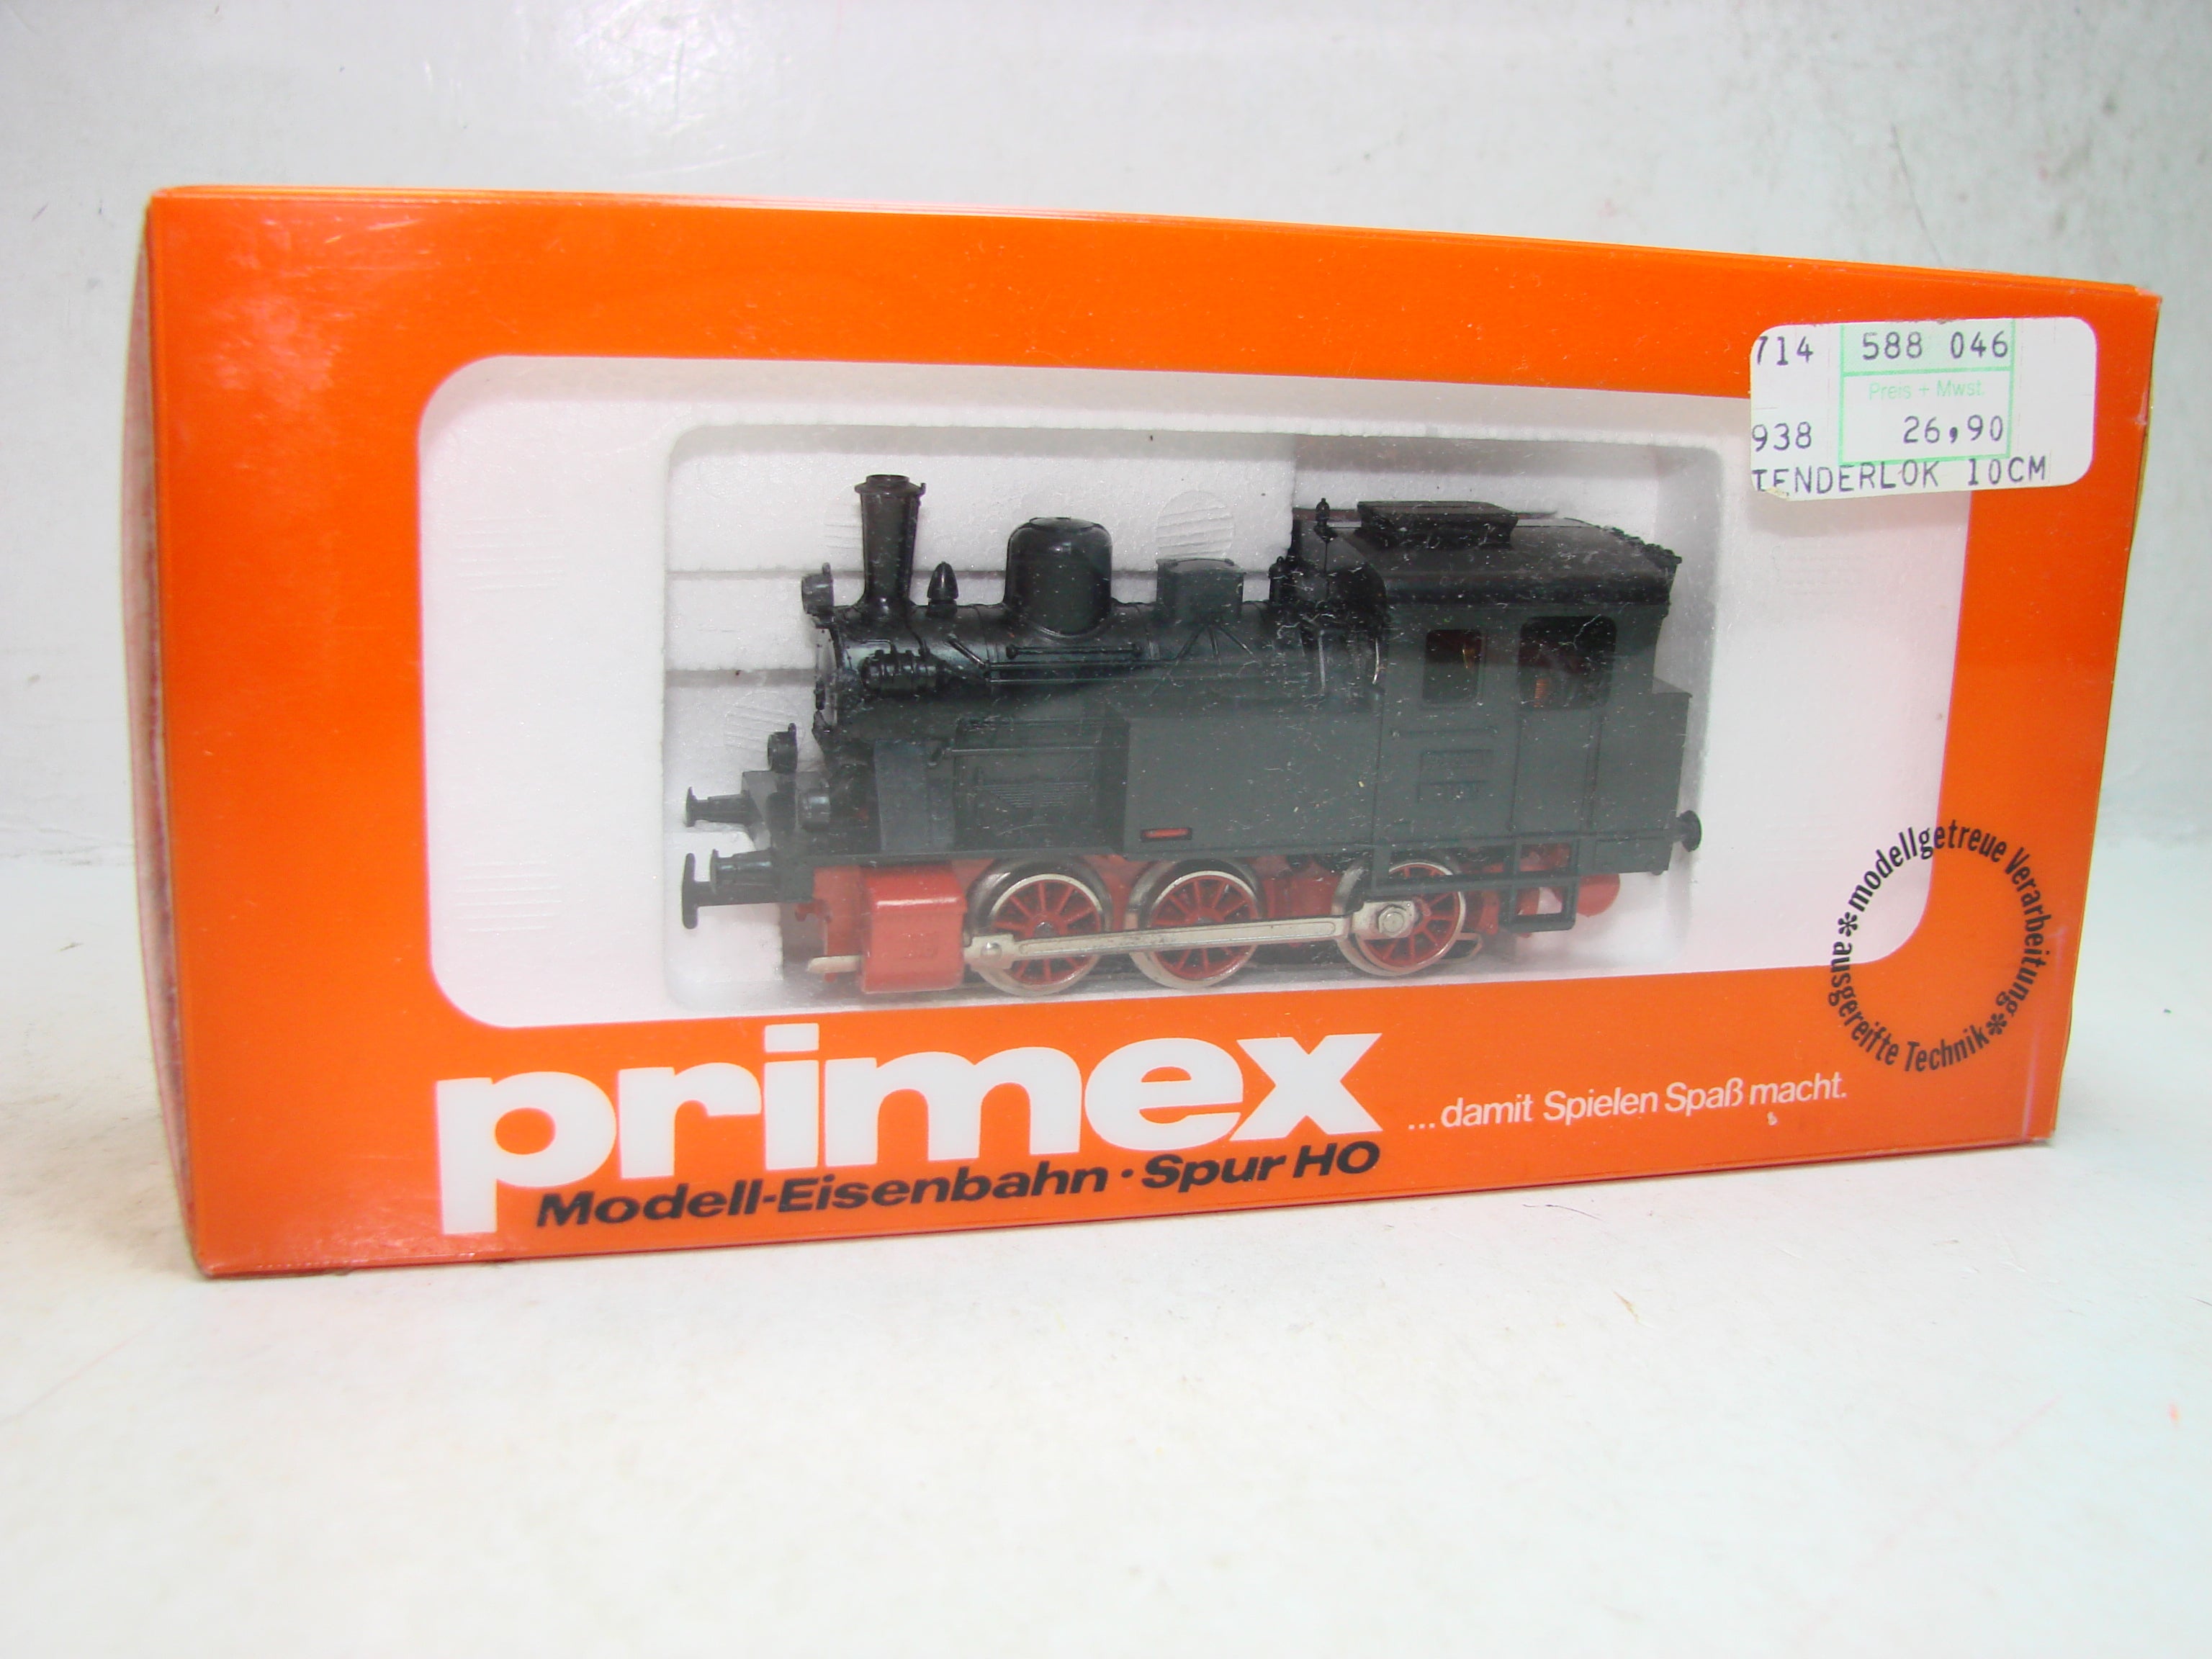 714 588 046
Preis + Mwst.
938 26,90
TENDERLOK 10CM
*modellgetreue Verarbeitung*
ausgereifte Technik
primex
...damit Spielen Spaß macht.
Modell-Eisenbahn · Spur HO